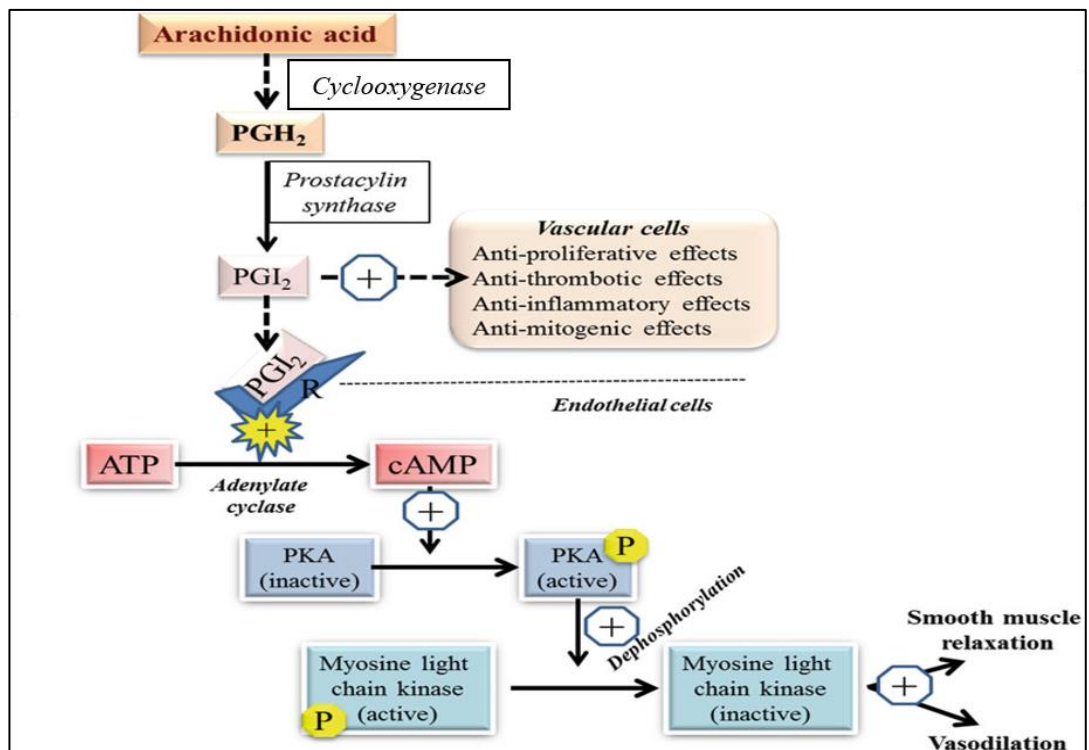 Arachidonic acid
Cyclooxygenase
PGH₂
Prostacylin
synthase
PGI₂
+
Vascular cells
Anti-proliferative effects
Anti-thrombotic effects
Anti-inflammatory effects
Anti-mitogenic effects
PGI₂
R
+
Endothelial cells
ATP
Adenylate
cyclase
cAMP
+
PKA
(inactive)
PKA
(active)
P
+
Dephosphorylation
Myosine light
chain kinase
(active)
P
Myosine light
chain kinase
(inactive)
+
Smooth muscle
relaxation
Vasodilation